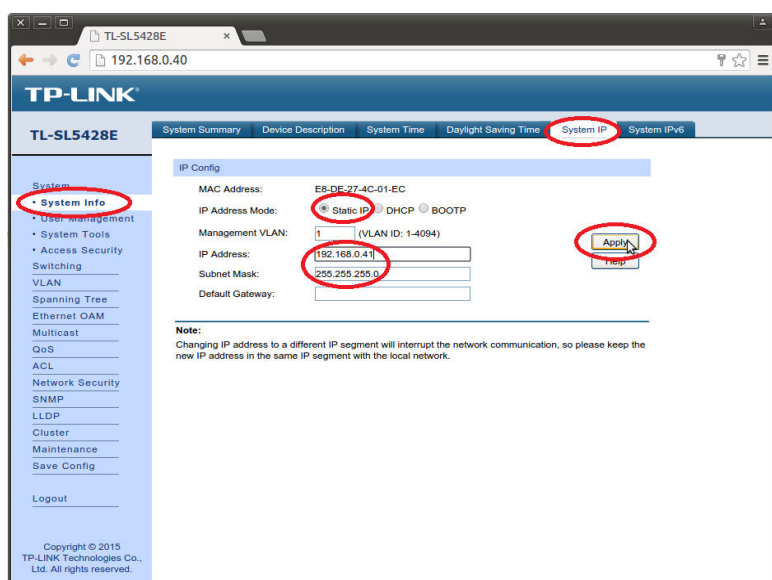 TL-SL5428E
192.168.0.40
TP-LINK
TL-SL5428E
System Summary Device Description System Time Daylight Saving Time System IP System IPv6
System
• System Info
• User Management
• System Tools
• Access Security
Switching
VLAN
Spanning Tree
Ethernet OAM
Multicast
QoS
ACL
Network Security
SNMP
LLDP
Cluster
Maintenance
Save Config
Logout
Copyright © 2015
TP-LINK Technologies Co.,
Ltd. All rights reserved.
IP Config
MAC Address: E8-DE-27-4C-01-EC
IP Address Mode: Static IP DHCP BOOTP
Management VLAN: 1 (VLAN ID: 1-4094)
IP Address: 192.168.0.41
Subnet Mask: 255.255.255.0
Default Gateway:
Apply
Help
Note:
Changing IP address to a different IP segment will interrupt the network communication, so please keep the
new IP address in the same IP segment with the local network.